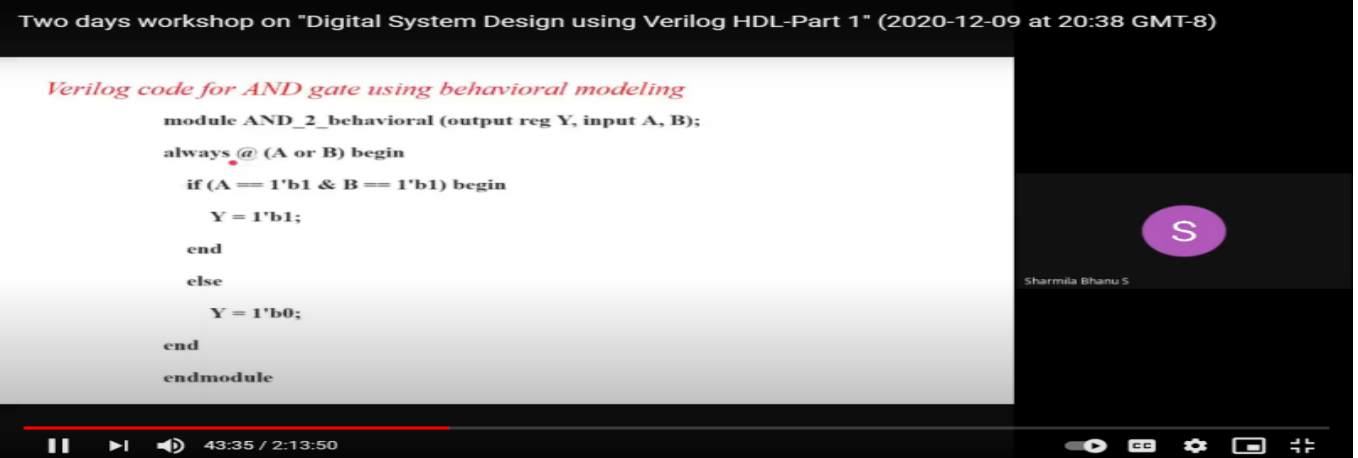 Two days workshop on "Digital System Design using Verilog HDL-Part 1" (2020-12-09 at 20:38 GMT-8)
Verilog code for AND gate using behavioral modeling
module AND_2_behavioral (output reg Y, input A, B);
always @ (A or B) begin
if (A == 1'b1 & B == 1'b1) begin
Y = 1'b1;
end
else
Y = 1'b0;
end
endmodule
S
Sharmila Bhanu S
43:35 / 2:13:50
CC